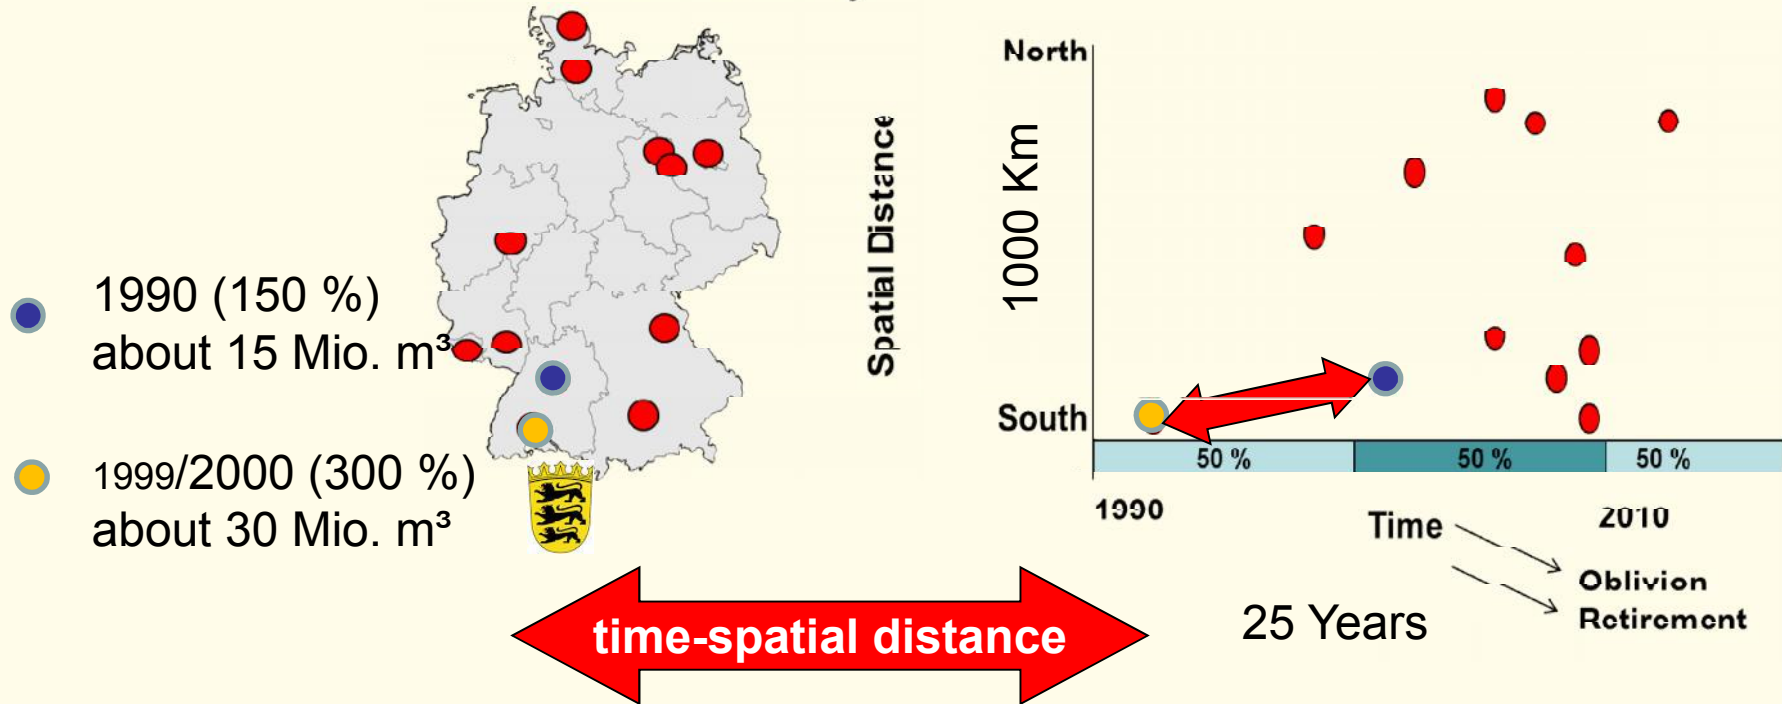 1990 (150 %)
about 15 Mio. m³
1999/2000 (300 %)
about 30 Mio. m³
Spatial Distance
1000 Km
North
South
50 %
50 %
50 %
1990
Time
2010
Oblivion
Retirement
time-spatial distance
25 Years